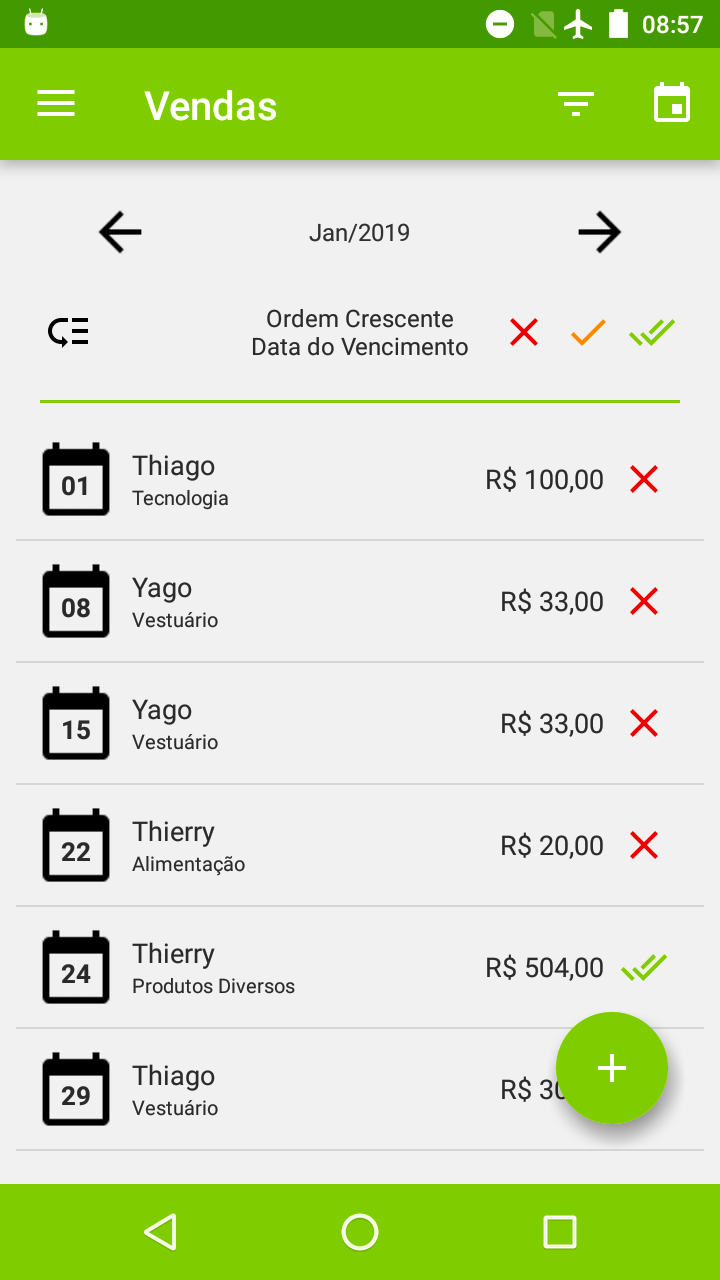 08:57
Vendas
Jan/2019
Ordem Crescente
Data do Vencimento
01
Thiago
Tecnologia
R$ 100,00
08
Yago
Vestuário
R$ 33,00
15
Yago
Vestuário
R$ 33,00
22
Thierry
Alimentação
R$ 20,00
24
Thierry
Produtos Diversos
R$ 504,00
29
Thiago
Vestuário
R$